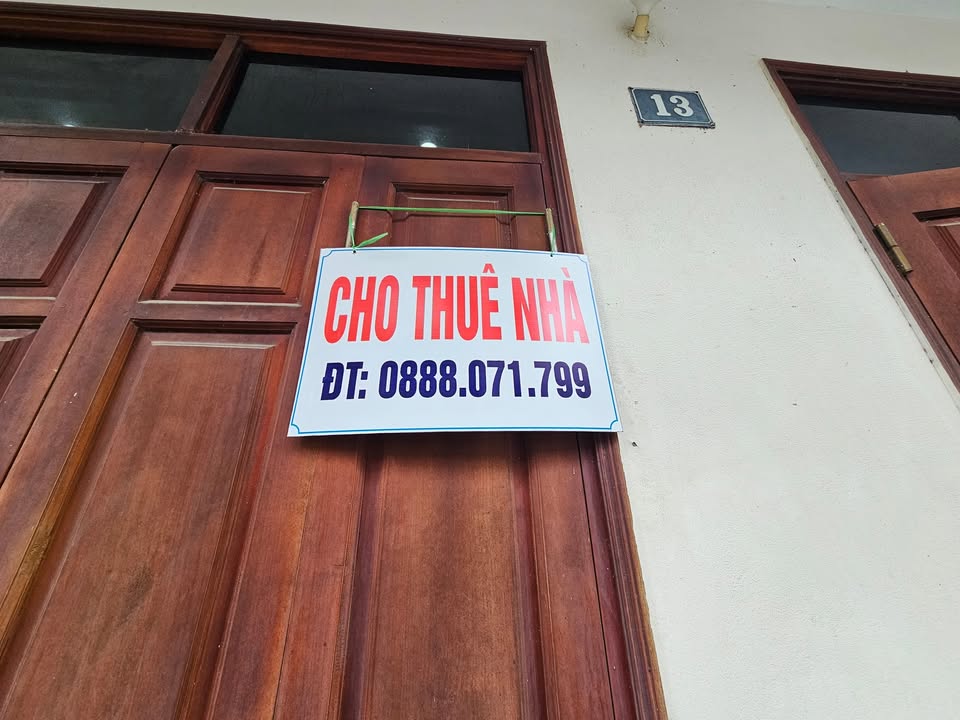 13
CHO THUÊ NHÀ
ĐT: 0888.071.799